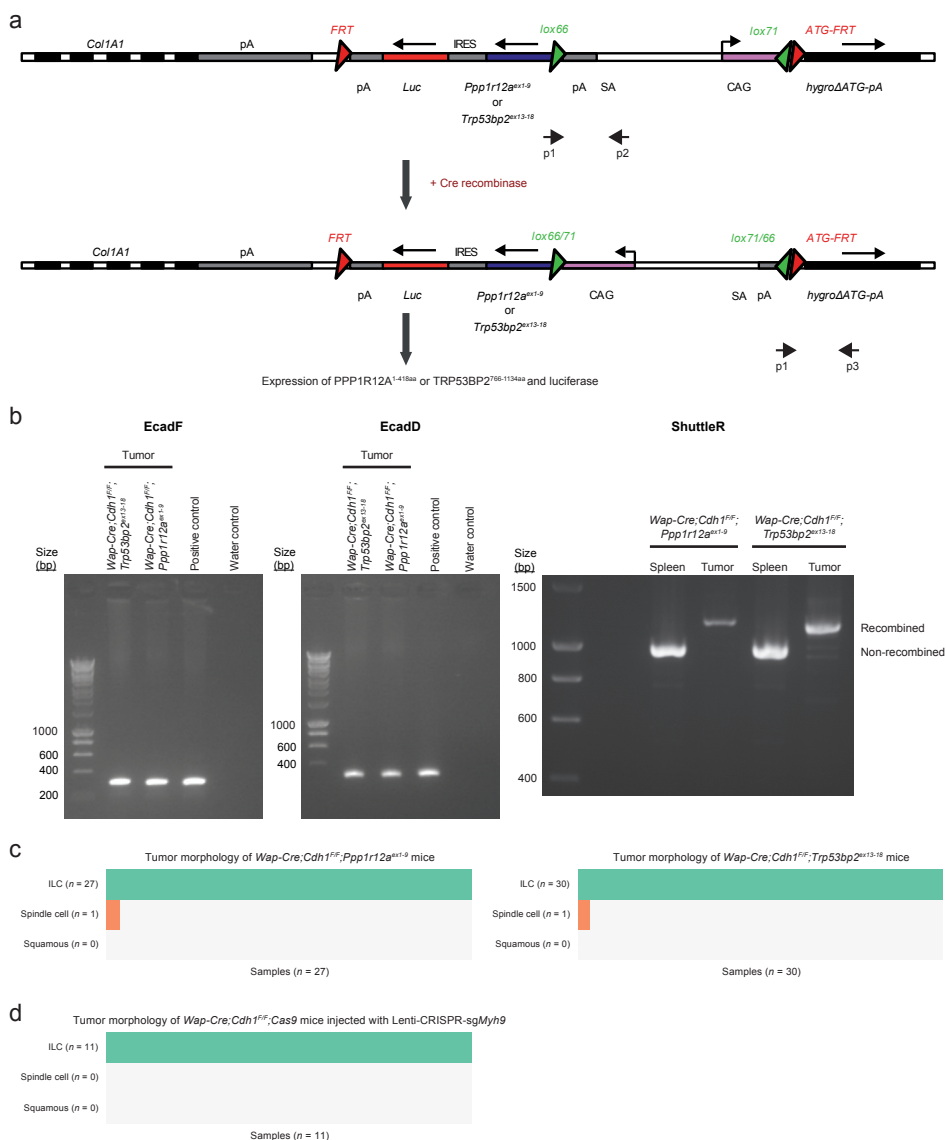 a
FRT lox66 lox71 ATG-FRT
Col1A1 pA IRES
pA Luc Ppp1r12a^ex1-9 pA SA CAG hygroΔATG-pA
or
Trp53bp2^ex13-18
p1 p2
+ Cre recombinase
FRT lox66/71 lox71/66 ATG-FRT
Col1A1 pA IRES
pA Luc Ppp1r12a^ex1-9 CAG SA pA hygroΔATG-pA
or
Trp53bp2^ex13-18
p1 p3
Expression of PPP1R12A^1-418aa or TRP53BP2^766-1134aa and luciferase
b
EcadF
Tumor
Wap-Cre;Cdh1^F/F;
Trp53bp2^ex13-18
Wap-Cre;Cdh1^F/F;
Ppp1r12a^ex1-9
Positive control
Water control
Size
(bp)
1000
600
400
200
EcadD
Tumor
Wap-Cre;Cdh1^F/F;
Trp53bp2^ex13-18
Wap-Cre;Cdh1^F/F;
Ppp1r12a^ex1-9
Positive control
Water control
Size
(bp)
1000
600
400
ShuttleR
Wap-Cre;Cdh1^F/F;
Ppp1r12a^ex1-9
Wap-Cre;Cdh1^F/F;
Trp53bp2^ex13-18
Size
(bp)
Spleen Tumor Spleen Tumor
1500
1000
800
600
400
Recombined
Non-recombined
c
Tumor morphology of Wap-Cre;Cdh1^F/F;Ppp1r12a^ex1-9 mice
ILC (n = 27)
Spindle cell (n = 1)
Squamous (n = 0)
Samples (n = 27)
Tumor morphology of Wap-Cre;Cdh1^F/F;Trp53bp2^ex13-18 mice
ILC (n = 30)
Spindle cell (n = 1)
Squamous (n = 0)
Samples (n = 30)
d
Tumor morphology of Wap-Cre;Cdh1^F/F;Cas9 mice injected with Lenti-CRISPR-sgMyh9
ILC (n = 11)
Spindle cell (n = 0)
Squamous (n = 0)
Samples (n = 11)